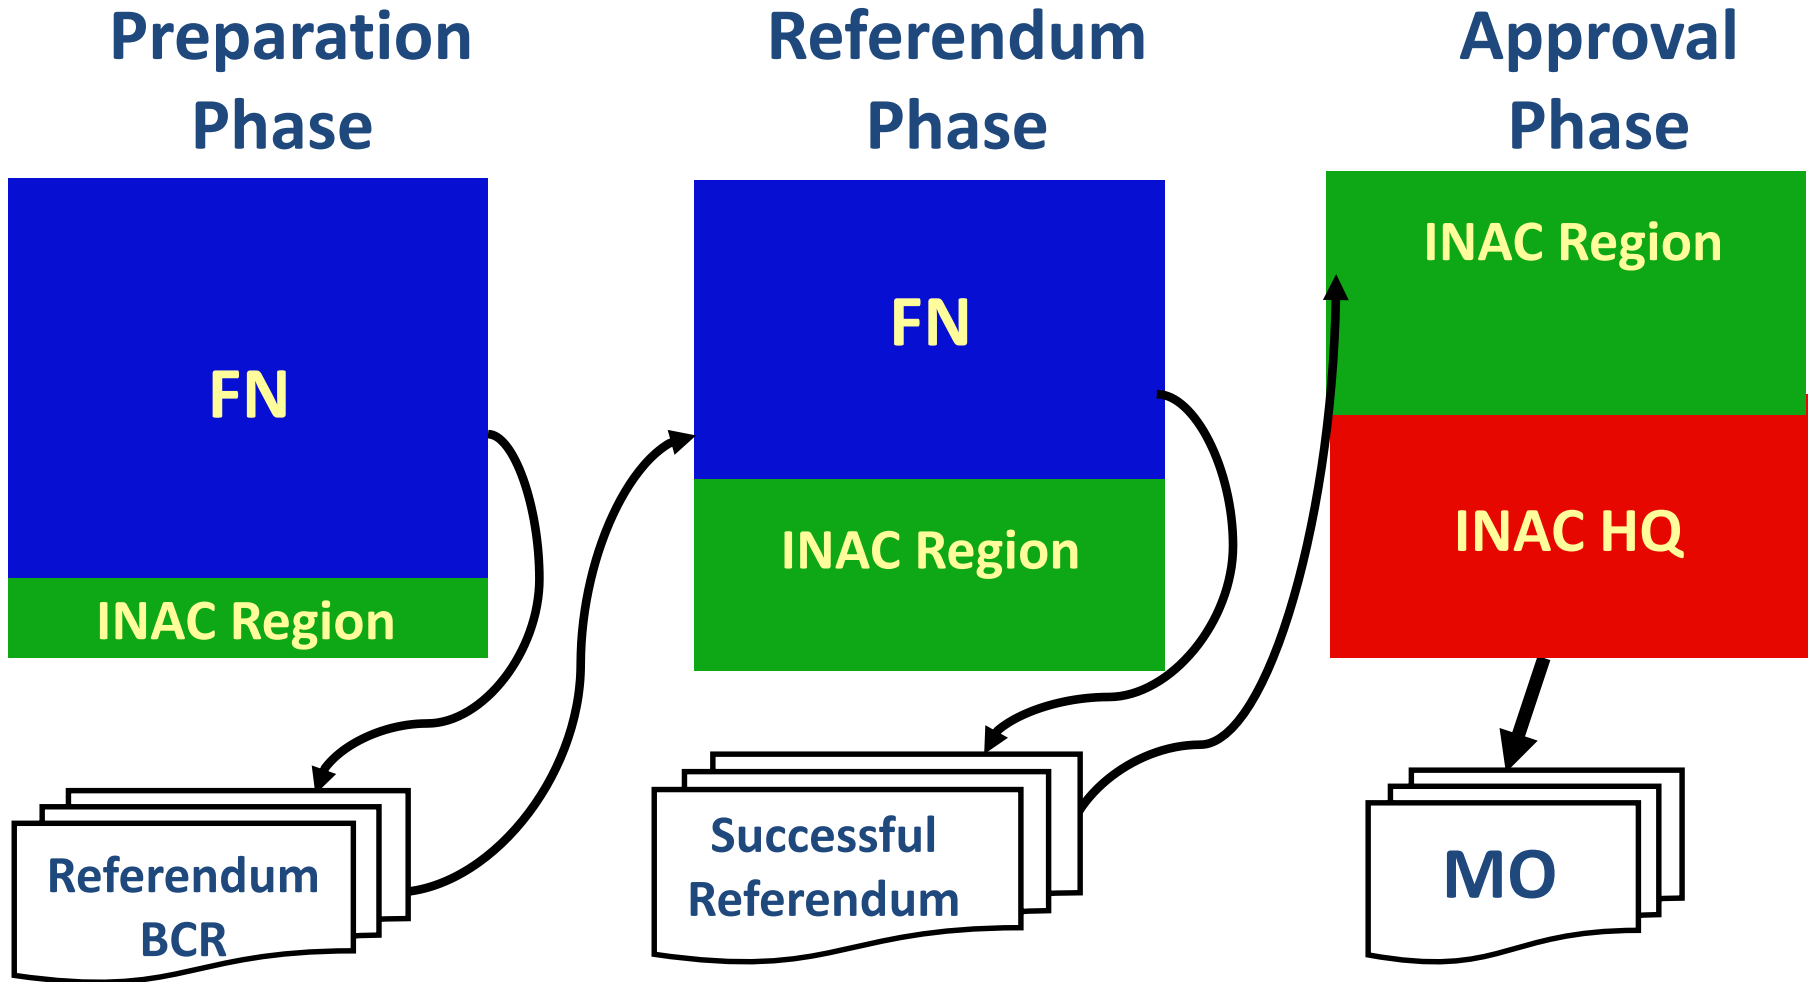 Preparation
Phase
FN
INAC Region
Referendum
BCR
Referendum
Phase
FN
INAC Region
Successful
Referendum
Approval
Phase
INAC Region
INAC HQ
MO